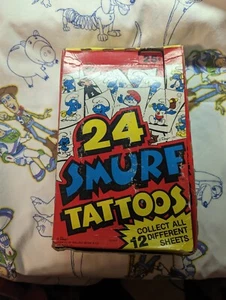 24
SMURF
TATTOOS
COLLECT ALL
12 DIFFERENT
SHEETS